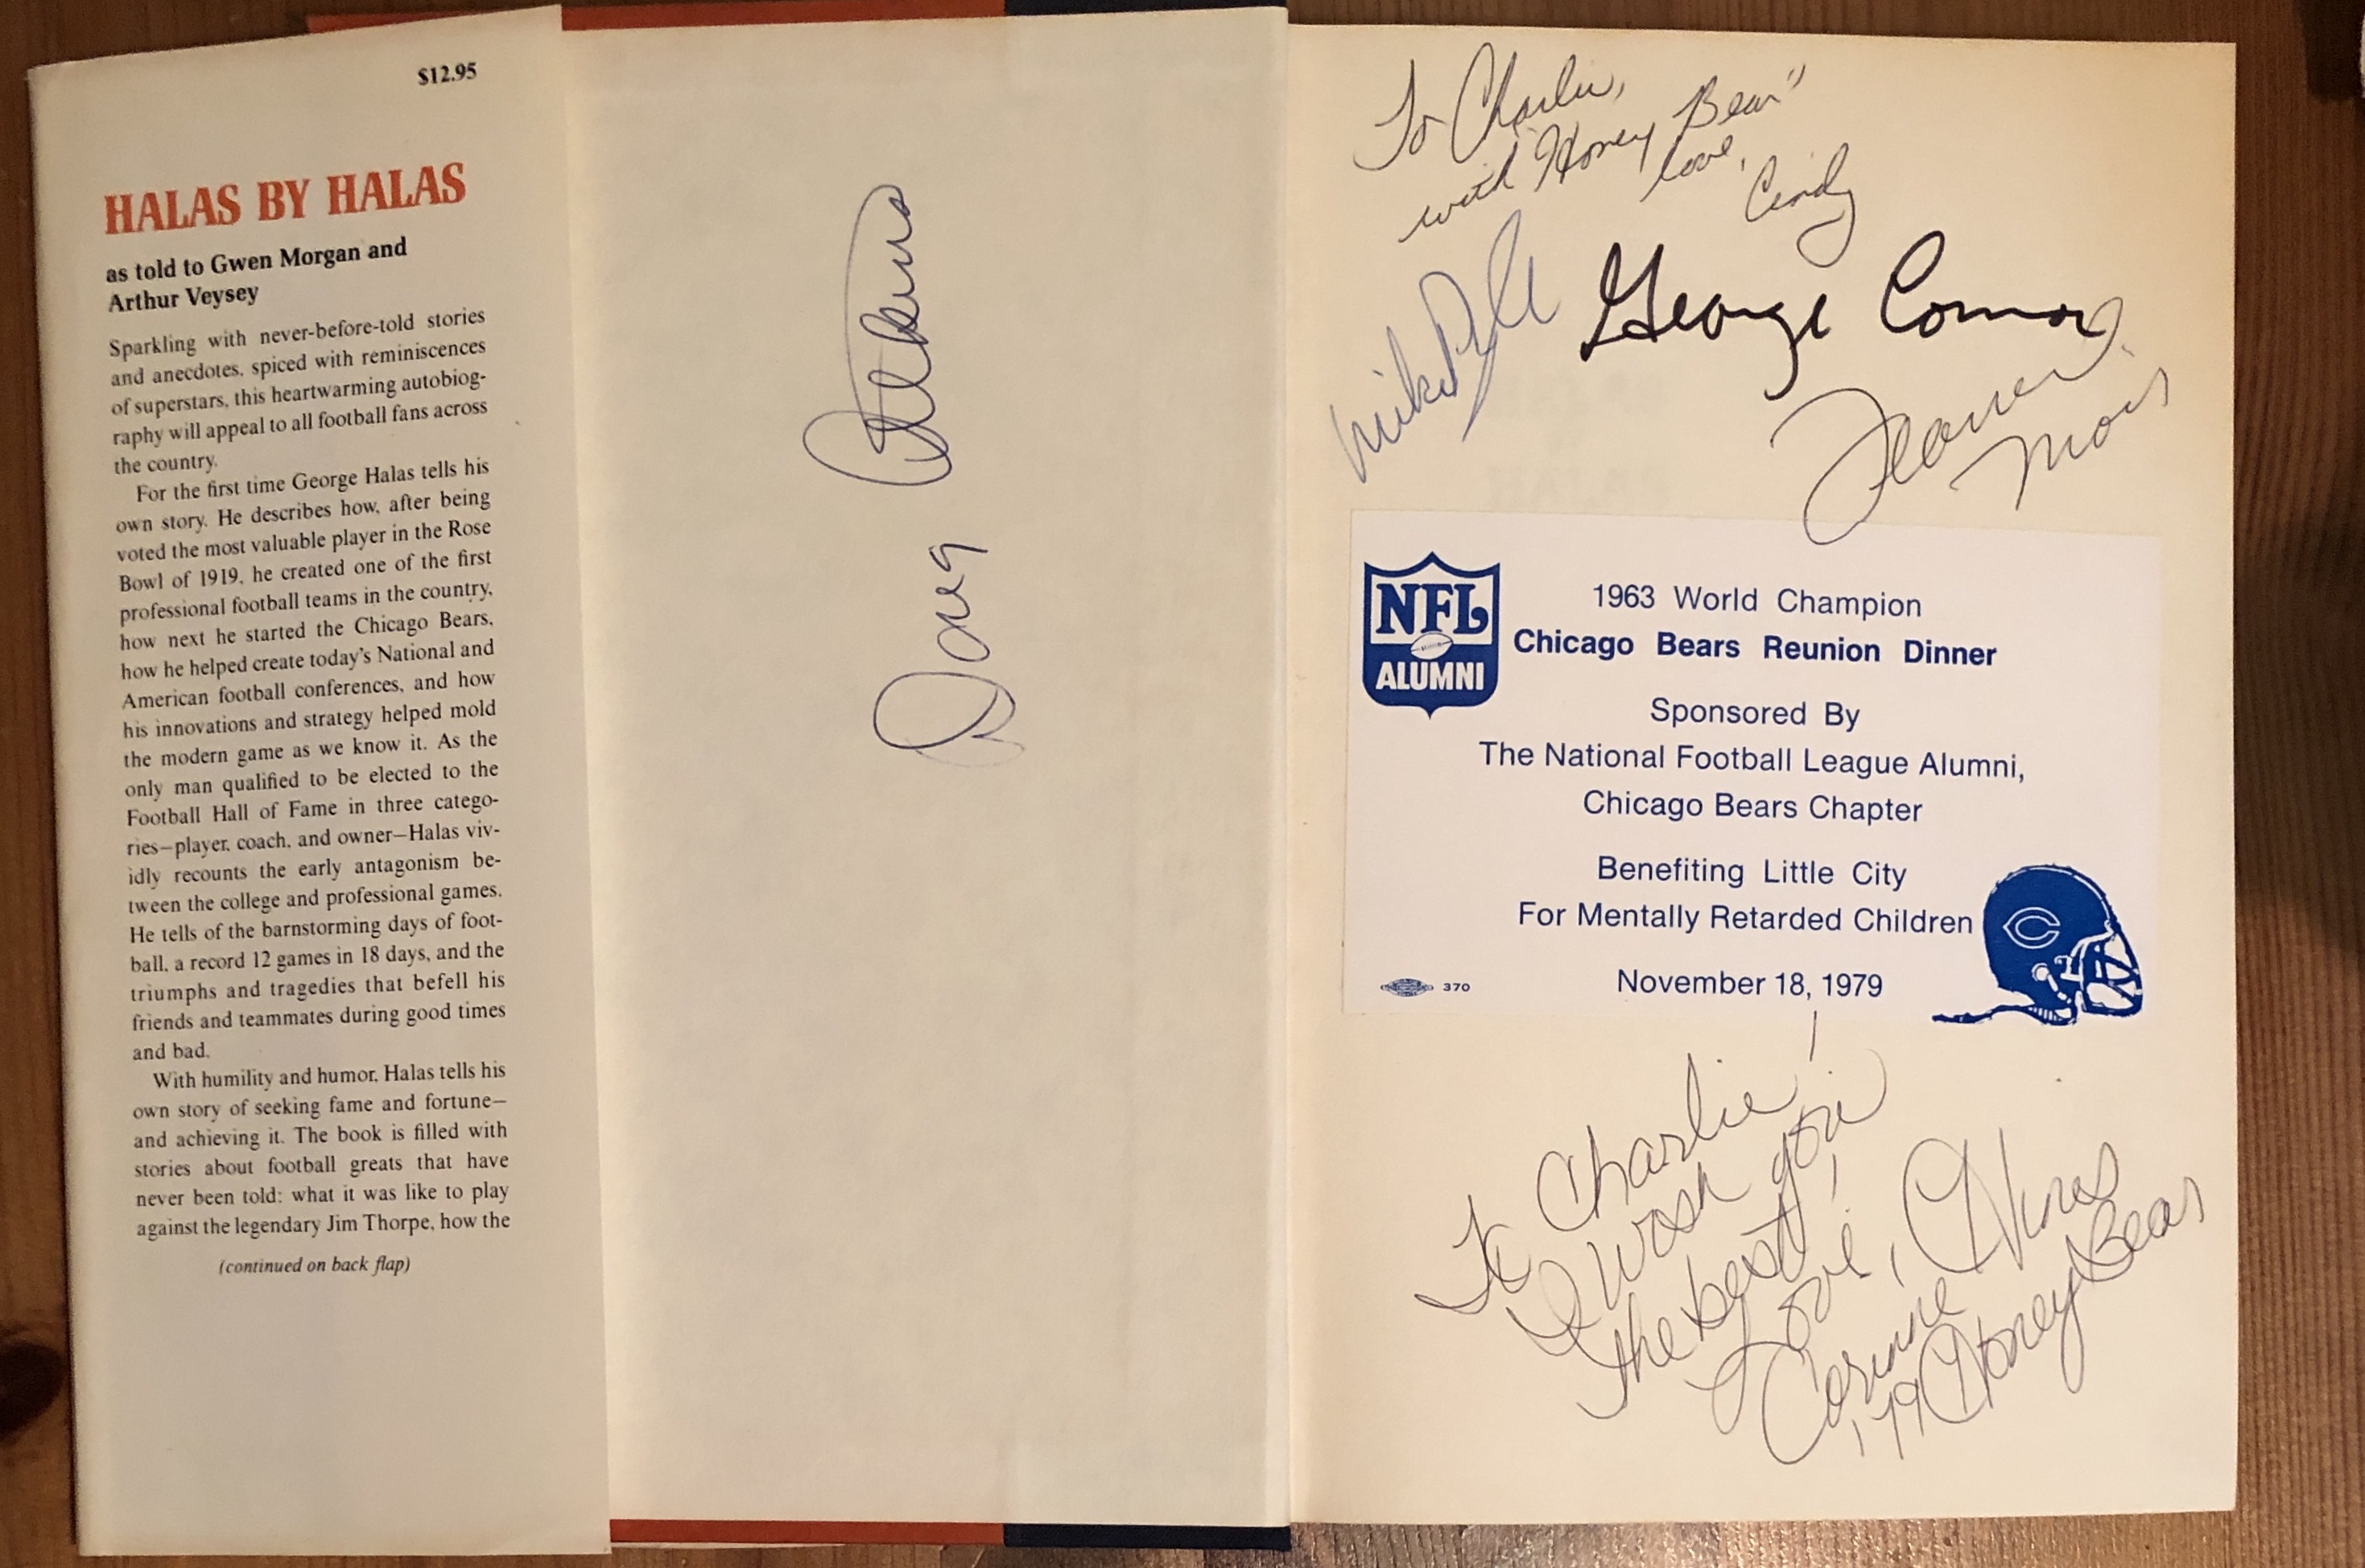 $12.95
HALAS BY HALAS
as told to Gwen Morgan and
Arthur Veysey
Sparkling with never-before-told stories
and anecdotes, spiced with reminiscences
of superstars, this heartwarming autobiog-
raphy will appeal to all football fans across
the country.
For the first time George Halas tells his
own story. He describes how, after being
voted the most valuable player in the Rose
Bowl of 1919, he created one of the first
professional football teams in the country,
how next he started the Chicago Bears,
how he helped create today's National and
American football conferences, and how
his innovations and strategy helped mold
the modern game as we know it. As the
only man qualified to be elected to the
Football Hall of Fame in three catego-
ries—player, coach, and owner—Halas viv-
idly recounts the early antagonism be-
tween the college and professional games.
He tells of the barnstorming days of foot-
ball, a record 12 games in 18 days, and the
triumphs and tragedies that befell his
friends and teammates during good times
and bad.
With humility and humor, Halas tells his
own story of seeking fame and fortune—
and achieving it. The book is filled with
stories about football greats that have
never been told: what it was like to play
against the legendary Jim Thorpe, how the
(continued on back flap)
Doug Atkins
To Charlie,
with "Honey Bear"
love,
Cindy
Mike Pyle
George Connor
NFL
ALUMNI
1963 World Champion
Chicago Bears Reunion Dinner
Sponsored By
The National Football League Alumni,
Chicago Bears Chapter
Benefiting Little City
For Mentally Retarded Children
November 18, 1979
370
C
To Charlie!
I wish you
the best!
Love,
Corinne
'79 Honey Bear